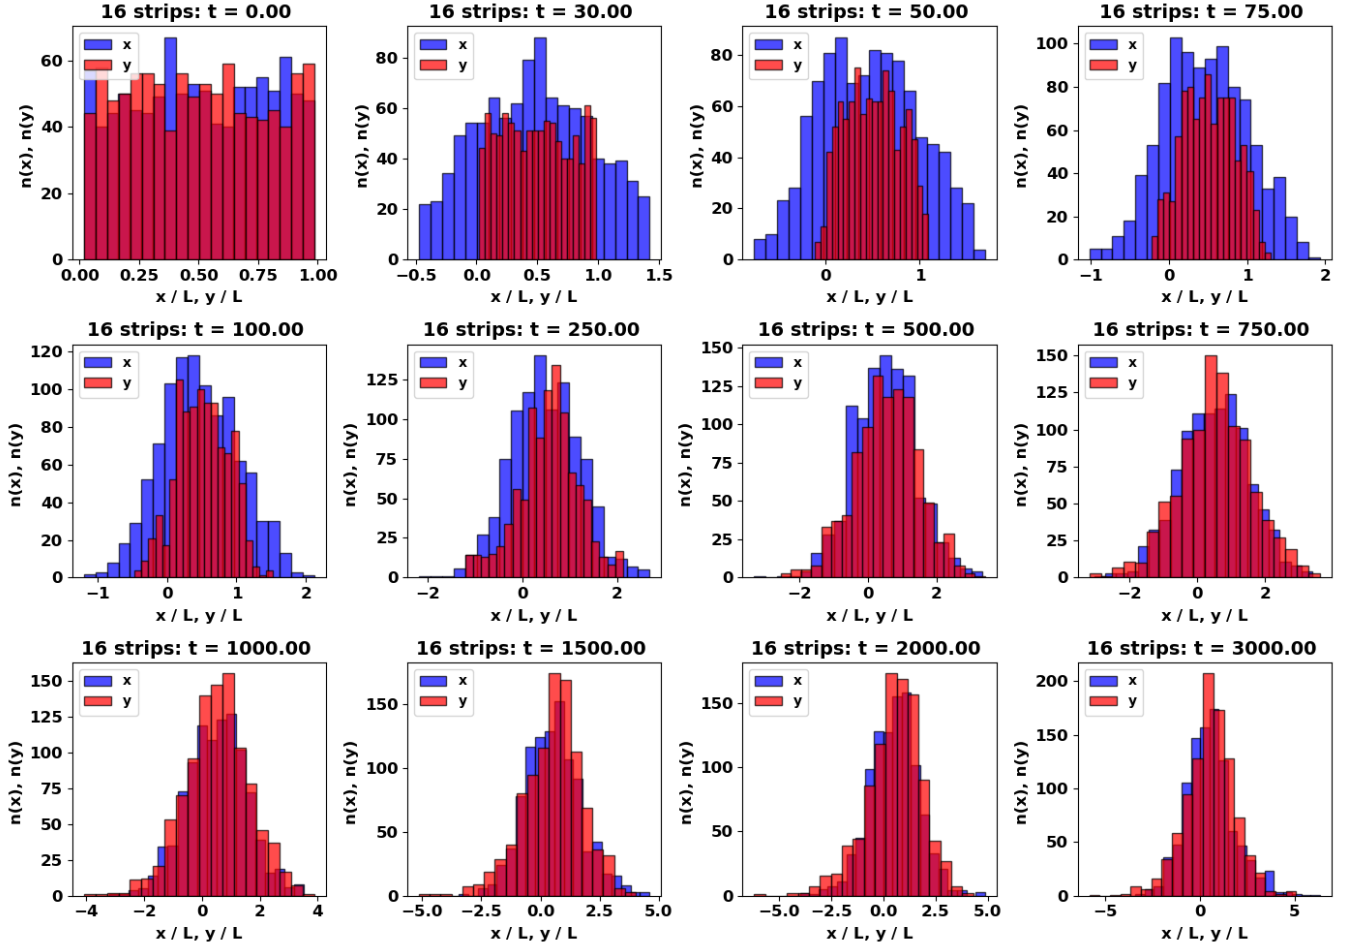 16 strips: t = 0.00
x
y
n(x), n(y)
60
40
20
0
0.00 0.25 0.50 0.75 1.00
x / L, y / L
16 strips: t = 30.00
x
y
n(x), n(y)
80
60
40
20
0
−0.5 0.0 0.5 1.0 1.5
x / L, y / L
16 strips: t = 50.00
x
y
n(x), n(y)
80
60
40
20
0
0 1
x / L, y / L
16 strips: t = 75.00
x
y
n(x), n(y)
100
80
60
40
20
0
−1 0 1 2
x / L, y / L
16 strips: t = 100.00
x
y
n(x), n(y)
120
100
80
60
40
20
0
−1 0 1 2
x / L, y / L
16 strips: t = 250.00
x
y
n(x), n(y)
125
100
75
50
25
0
−2 0 2
x / L, y / L
16 strips: t = 500.00
x
y
n(x), n(y)
150
125
100
75
50
25
0
−2 0 2
x / L, y / L
16 strips: t = 750.00
x
y
n(x), n(y)
150
125
100
75
50
25
0
−2 0 2
x / L, y / L
16 strips: t = 1000.00
x
y
n(x), n(y)
150
125
100
75
50
25
0
−4 −2 0 2 4
x / L, y / L
16 strips: t = 1500.00
x
y
n(x), n(y)
150
100
50
0
−5.0 −2.5 0.0 2.5 5.0
x / L, y / L
16 strips: t = 2000.00
x
y
n(x), n(y)
150
100
50
0
−5.0 −2.5 0.0 2.5 5.0
x / L, y / L
16 strips: t = 3000.00
x
y
n(x), n(y)
200
150
100
50
0
−5 0 5
x / L, y / L